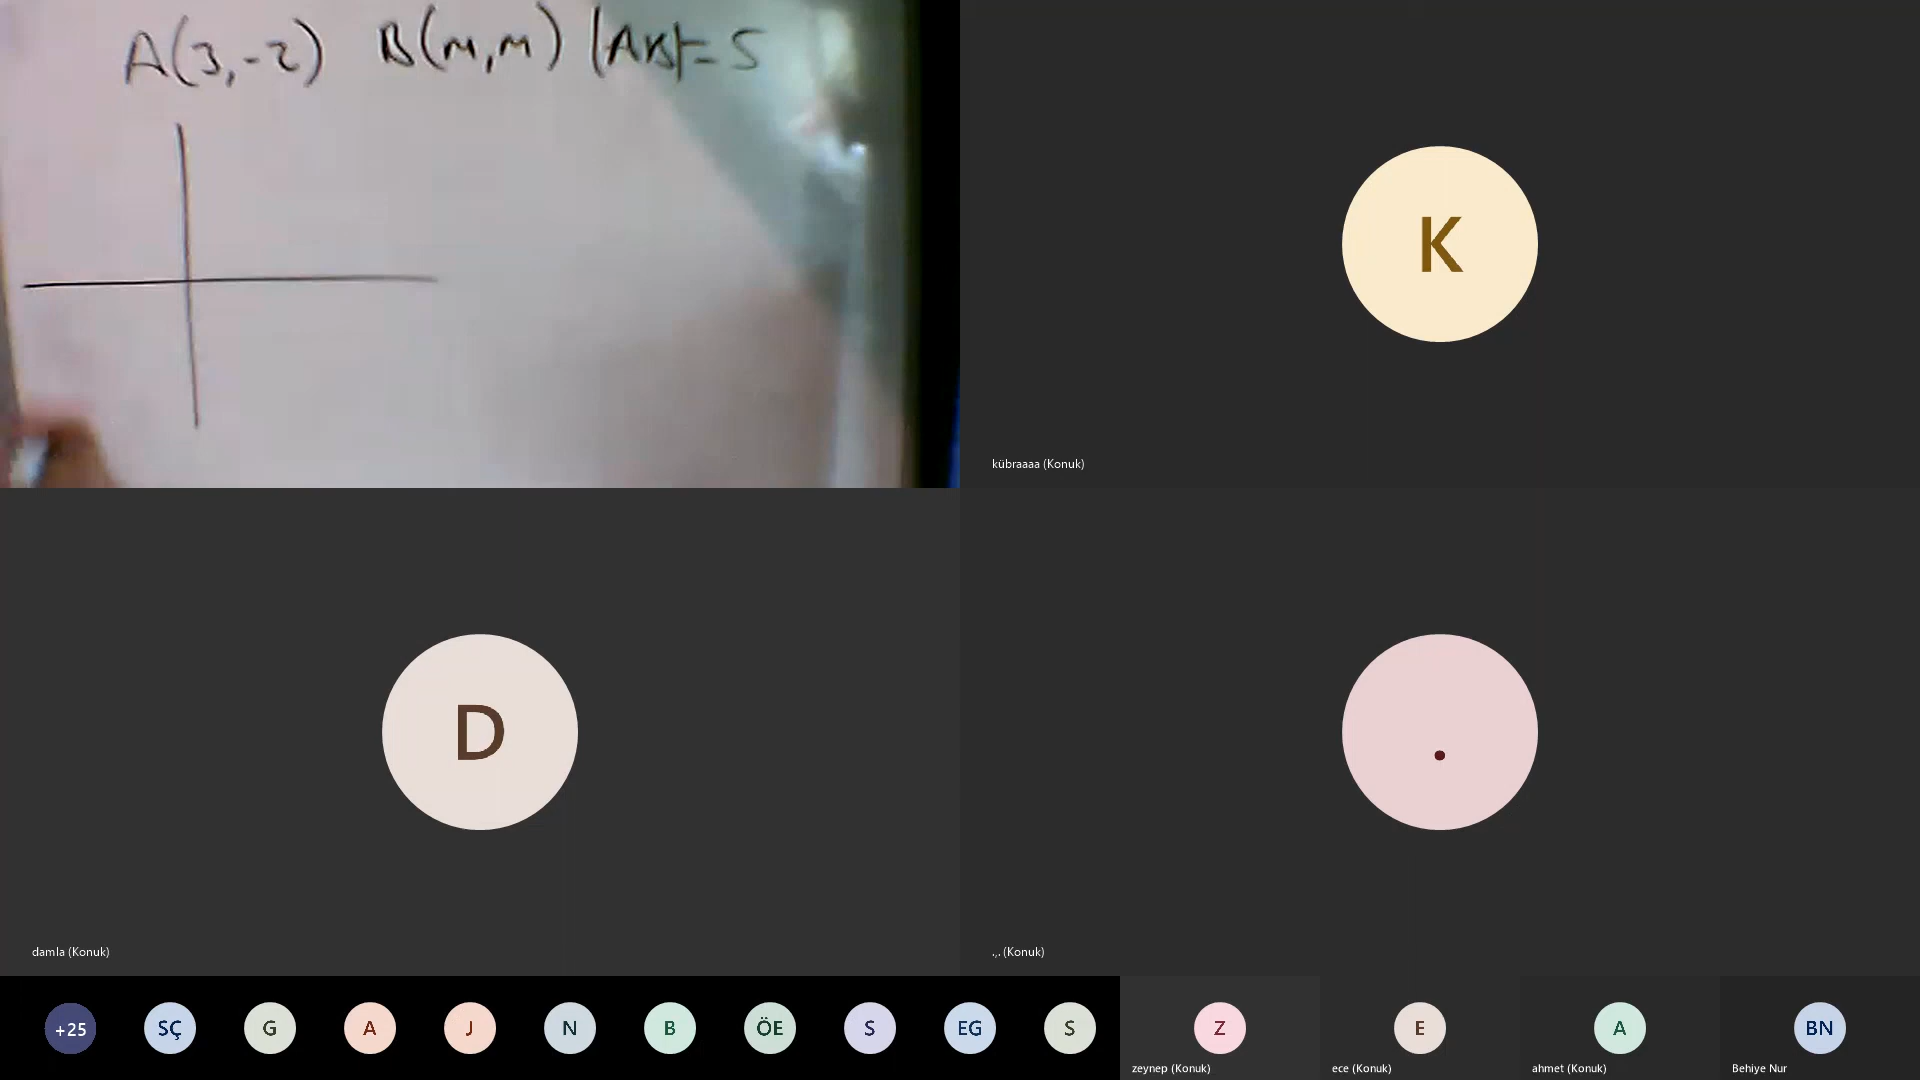 A(3,-2) B(m,m) |AB|=5
K
kübraaaa (Konuk)
D
damla (Konuk)
.
.,. (Konuk)
+25 SÇ G A J N B ÖE S EG S Z E A BN
zeynep (Konuk) ece (Konuk) ahmet (Konuk) Behiye Nur